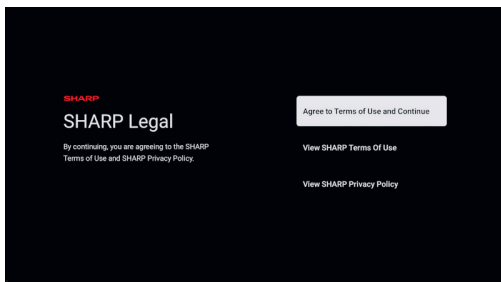 SHARP
SHARP Legal
By continuing, you are agreeing to the SHARP
Terms of Use and SHARP Privacy Policy.
Agree to Terms of Use and Continue
View SHARP Terms Of Use
View SHARP Privacy Policy